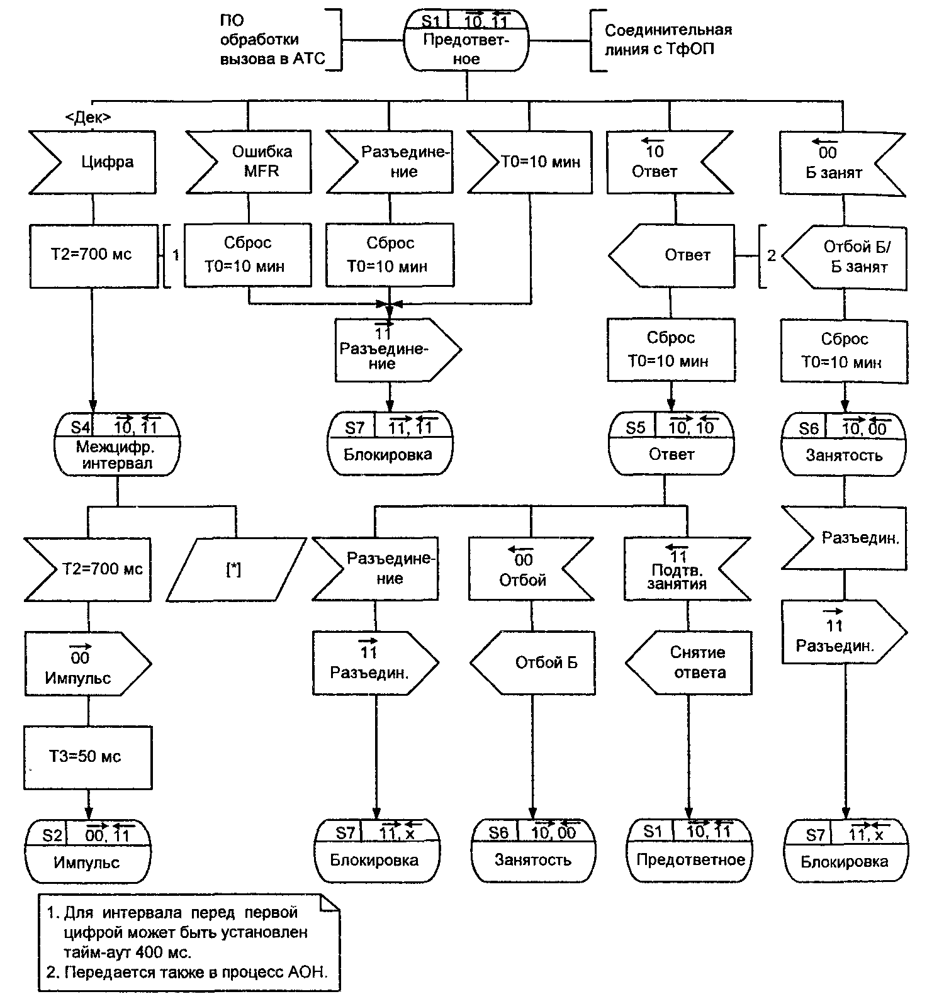 ПО
обработки
вызова в АТС
S1 10, 11
Предответ-
ное
Соединительная
линия с ТфОП
<Дек>
Цифра
Ошибка
MFR
Разъедине-
ние
T0=10 мин
10
Ответ
00
Б занят
T2=700 мс
1
Сброс
T0=10 мин
Сброс
T0=10 мин
Ответ
2
Отбой Б/
Б занят
11
Разъедине-
ние
Сброс
T0=10 мин
Сброс
T0=10 мин
S4 10, 11
Межцифр.
интервал
S7 11, 11
Блокировка
S5 10, 10
Ответ
S6 10, 00
Занятость
T2=700 мс
[*]
Разъедине-
ние
00
Отбой
11
Подтв.
занятия
Разъедин.
00
Импульс
11
Разъедин.
Отбой Б
Снятие
ответа
11
Разъедин.
T3=50 мс
S2 00, 11
Импульс
S7 11, x
Блокировка
S6 10, 00
Занятость
S1 10, 11
Предответное
S7 11, x
Блокировка
1. Для интервала перед первой
цифрой может быть установлен
тайм-аут 400 мс.
2. Передается также в процесс АОН.